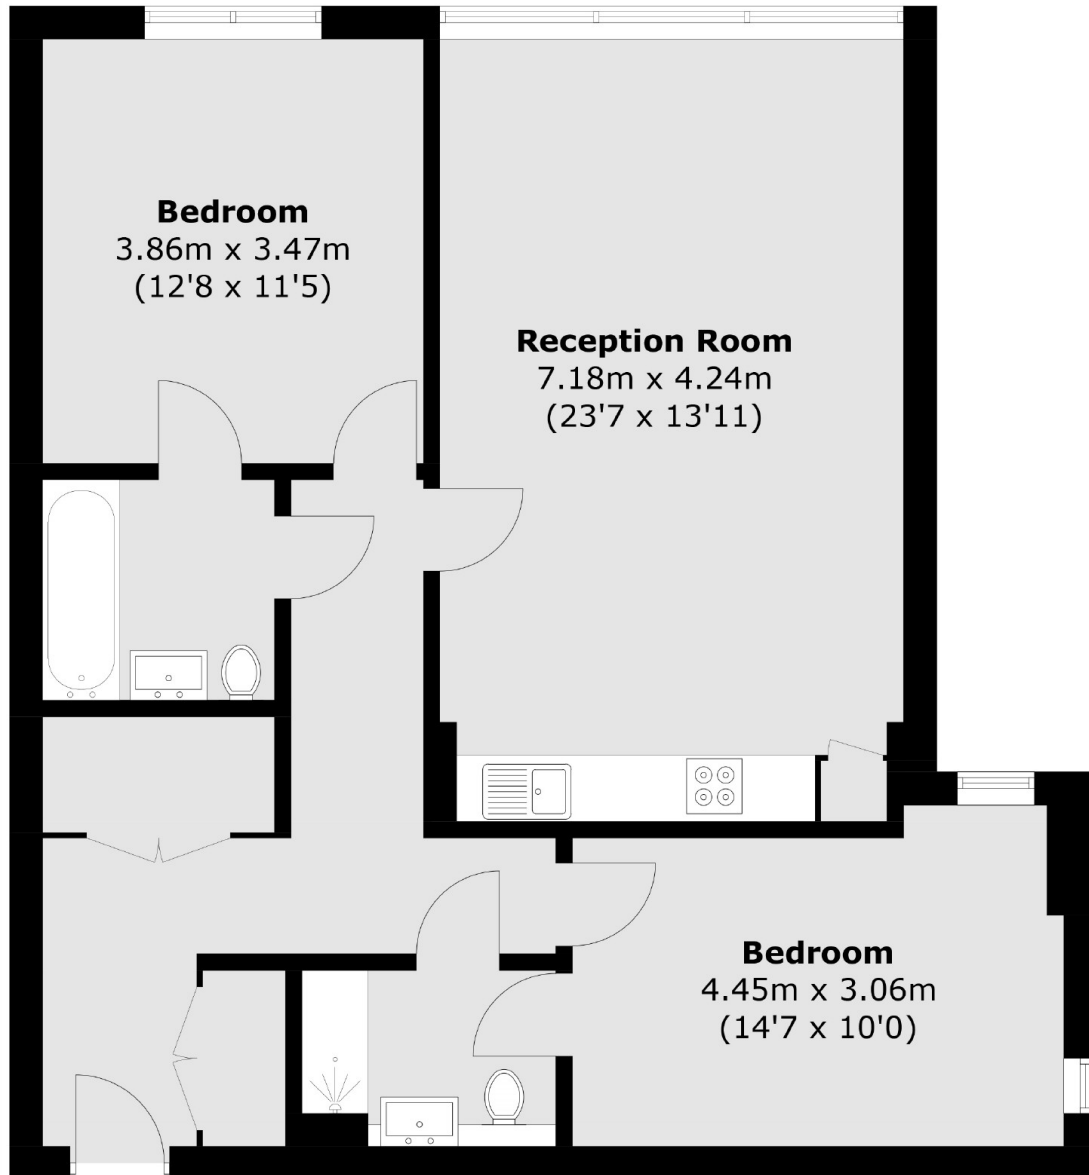 Bedroom
3.86m x 3.47m
(12'8 x 11'5)
Reception Room
7.18m x 4.24m
(23'7 x 13'11)
Bedroom
4.45m x 3.06m
(14'7 x 10'0)